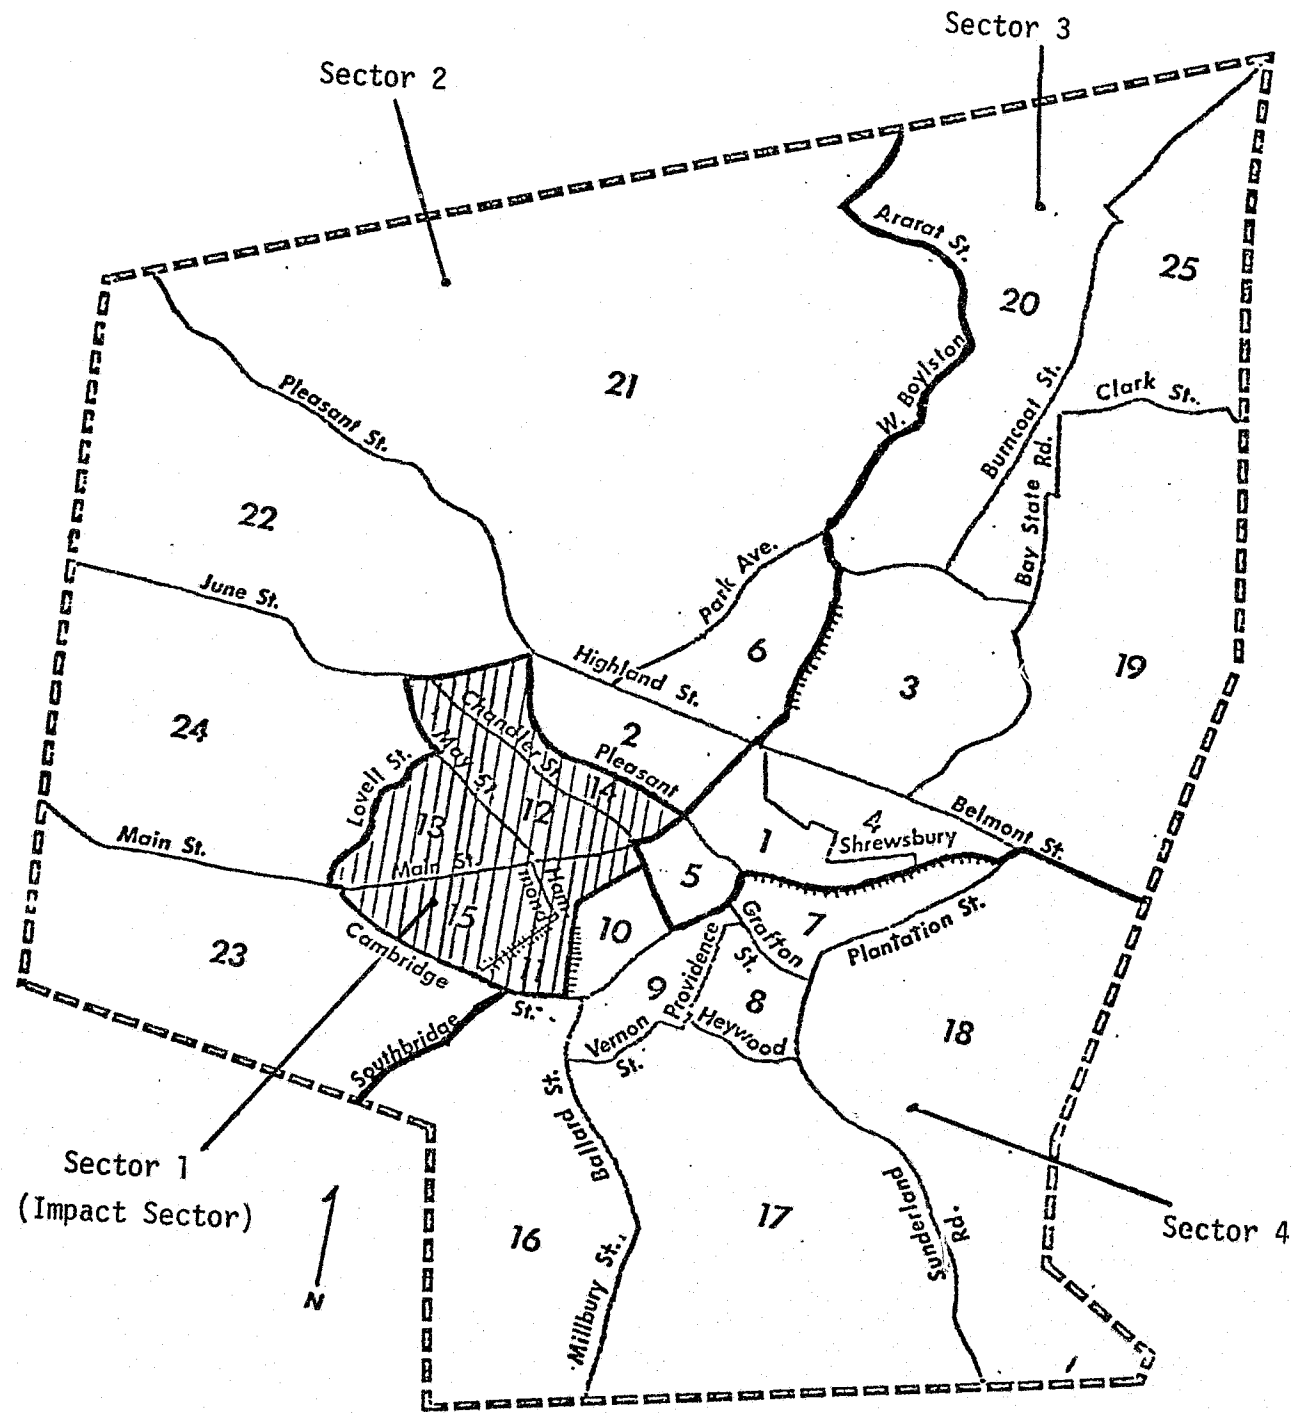 Sector 3
Sector 2
Ararat St.
25
20
21
W. Boylston
Clark St.
Pleasant St.
Burncoat St.
Bay State Rd.
22
Park Ave.
June St.
6
Highland St.
19
3
24
2
Chandler St.
Pleasant
May St.
Lovell St.
14
12
13
4
Belmont St.
Shrewsbury
1
Main St.
Main St.
5
Hammond
15
10
7
Grafton St.
Plantation St.
Cambridge St.
23
11
9
Providence
8
18
Vernon St.
Heywood
Southbridge
Ballard St.
Sector 1
(Impact Sector)
N
16
17
Sunderland Rd.
Sector 4
Millbury St.